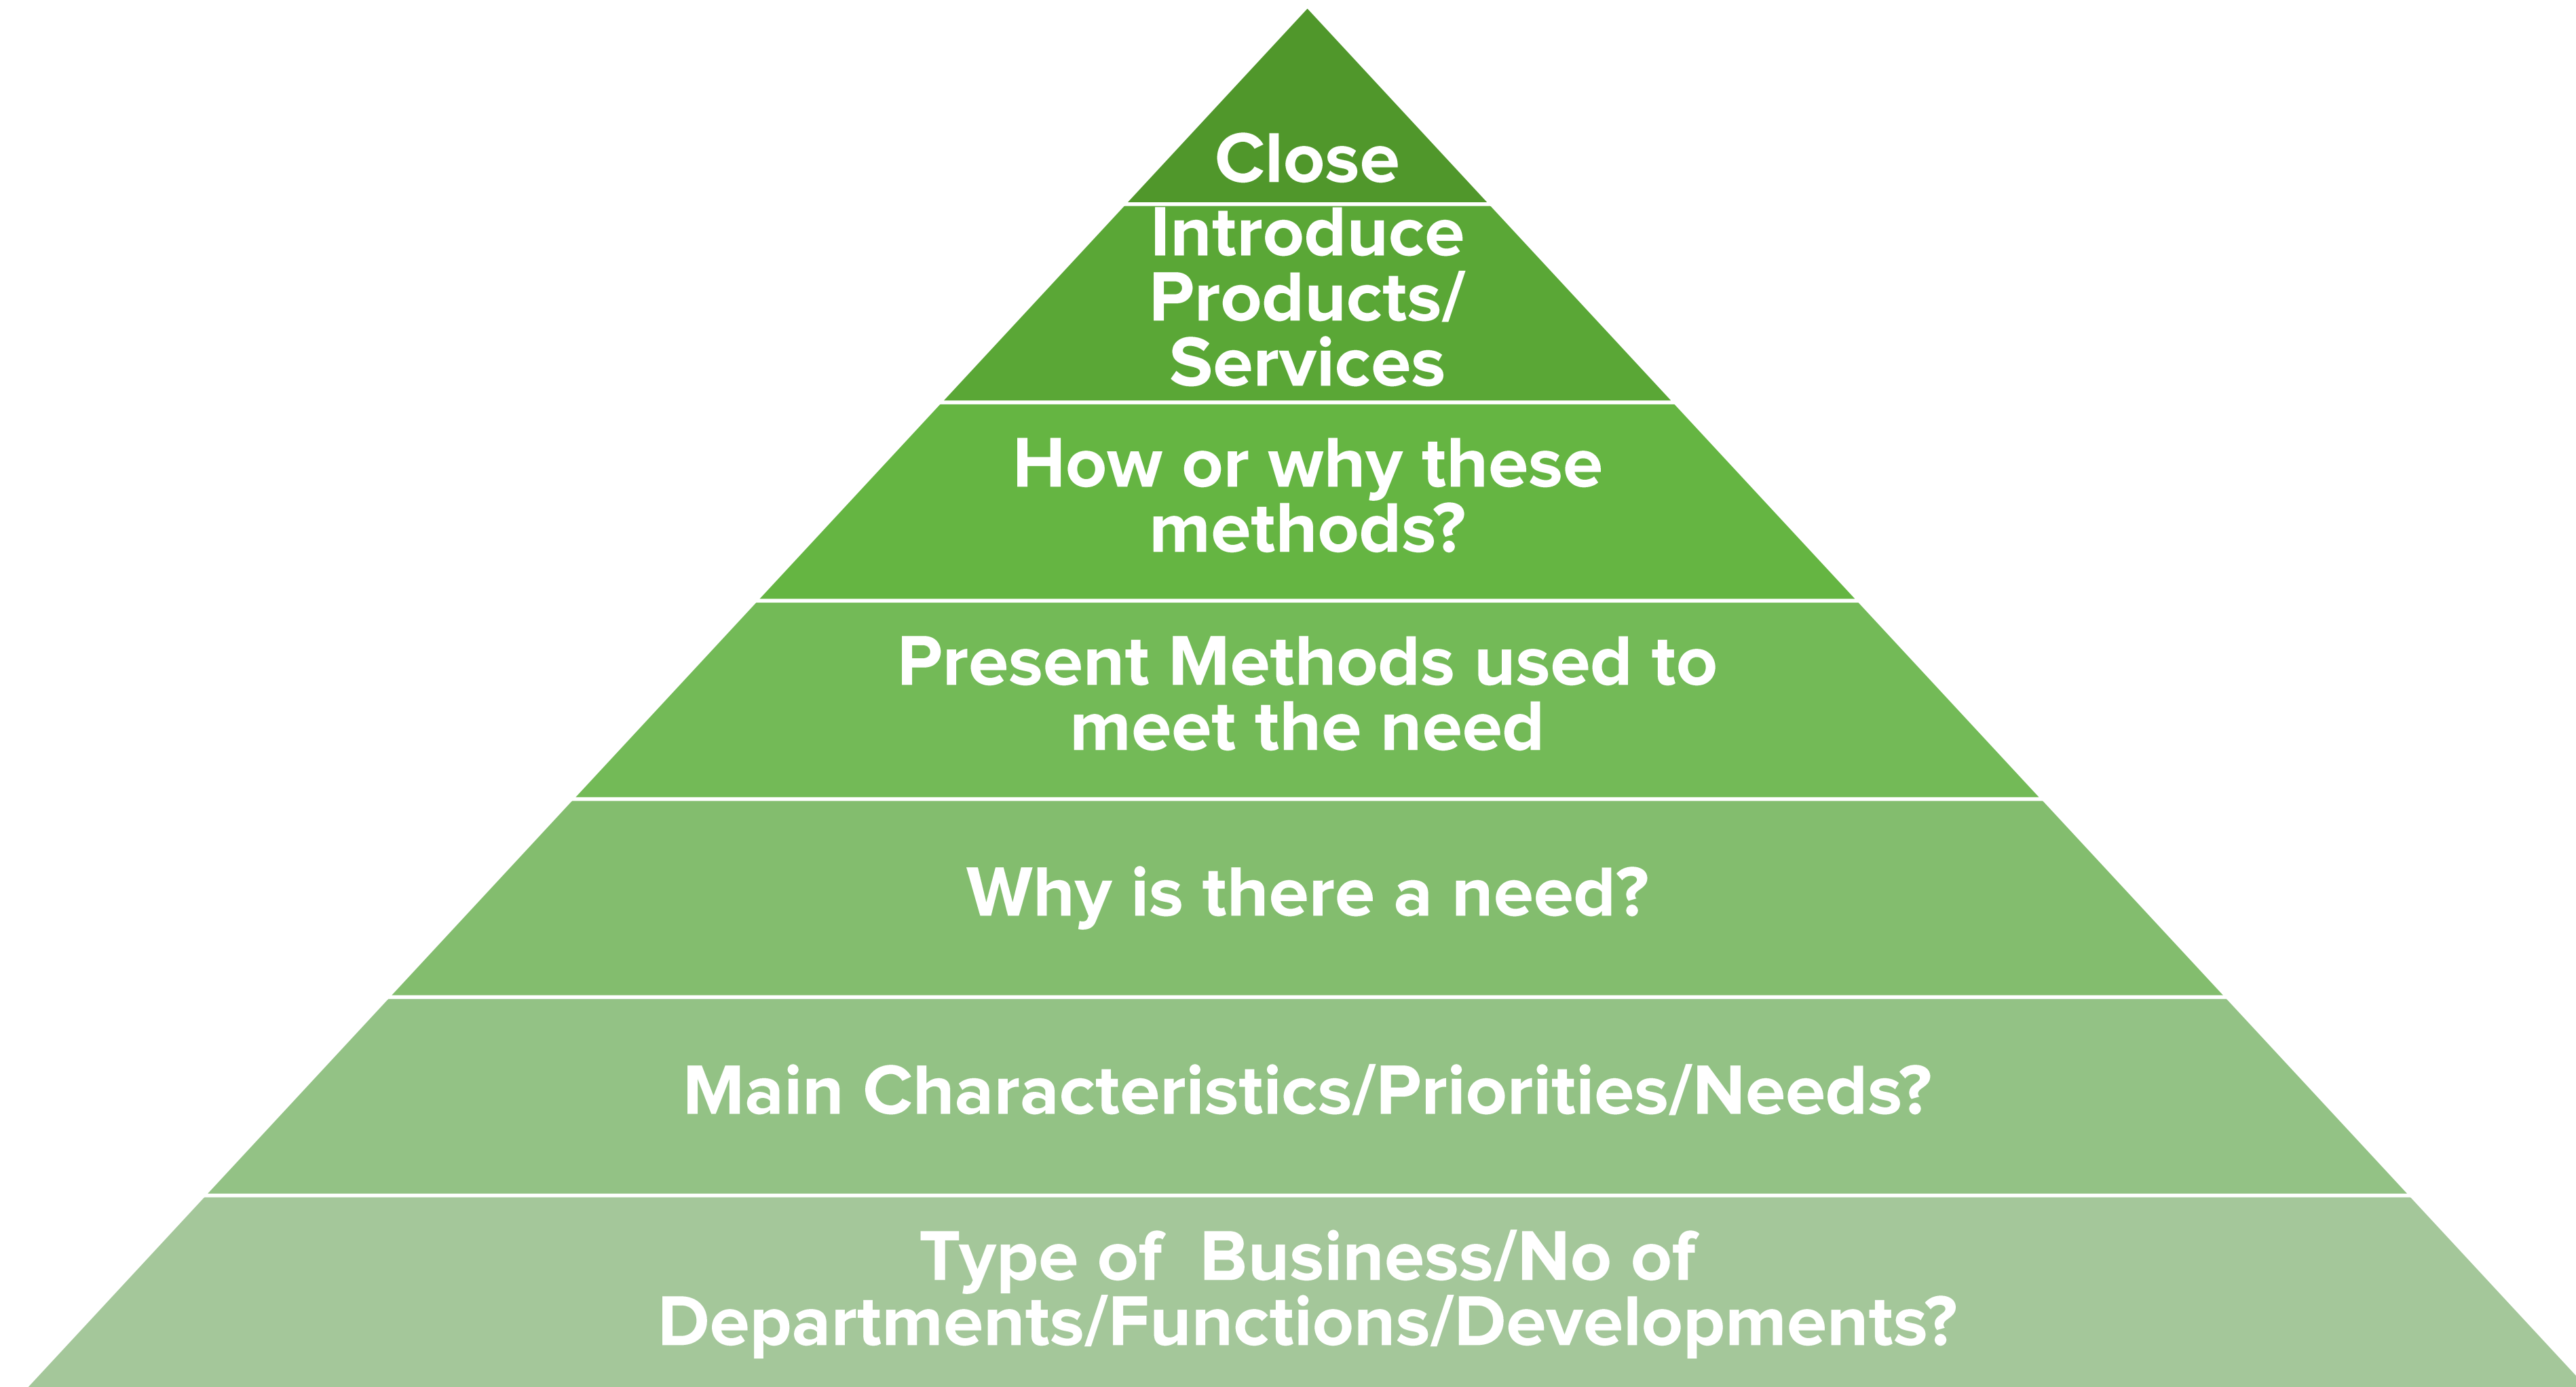 Close
Introduce
Products/
Services
How or why these
methods?
Present Methods used to
meet the need
Why is there a need?
Main Characteristics/Priorities/Needs?
Type of  Business/No of
Departments/Functions/Developments?